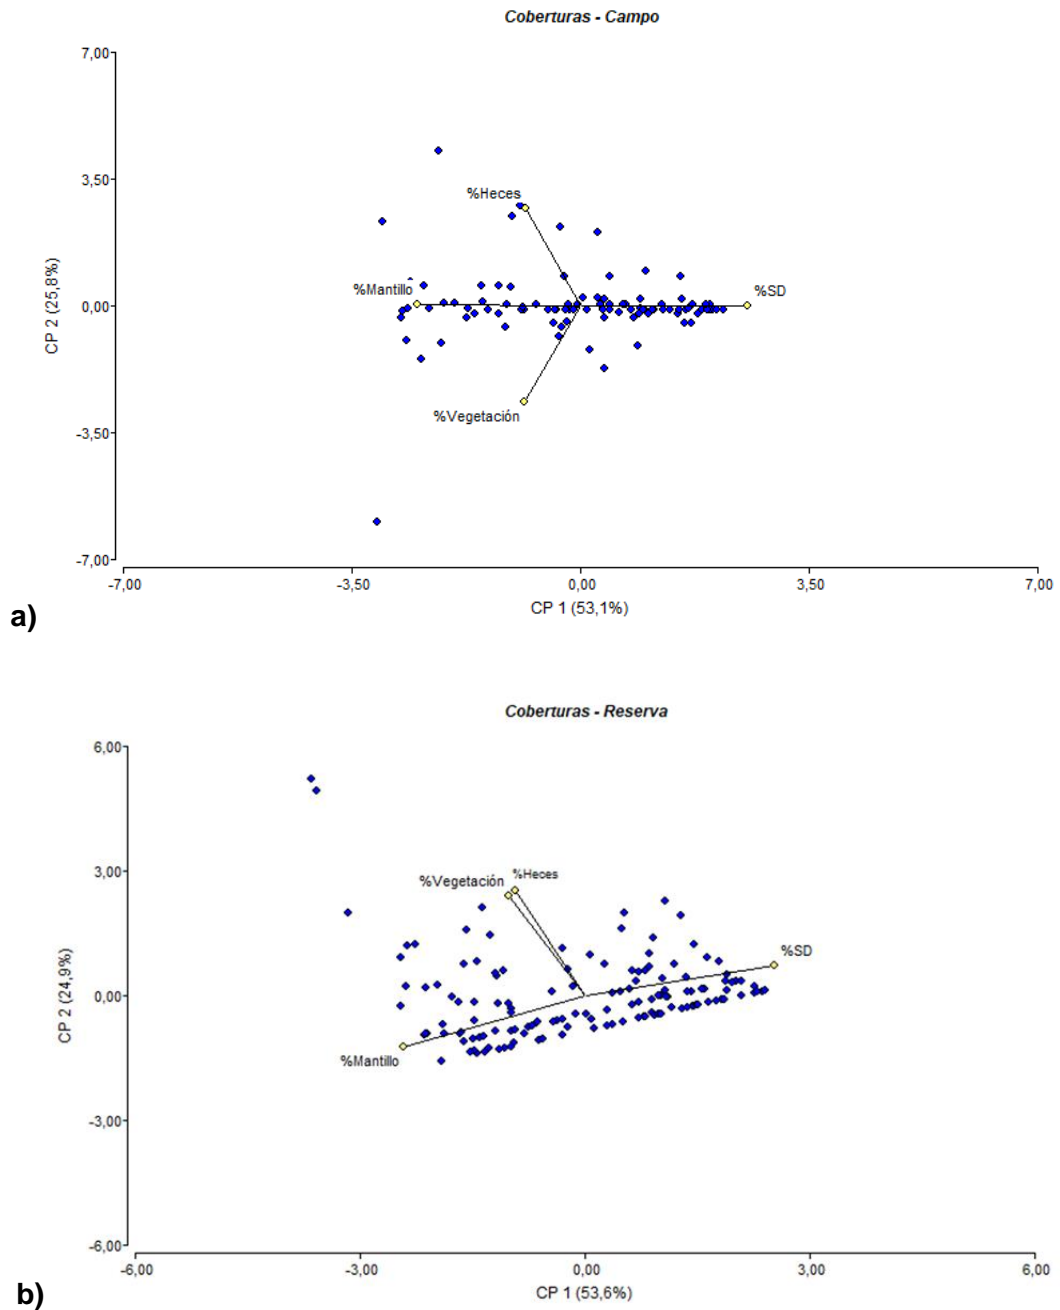 Coberturas - Campo
7,00
3,50
%Heces
%Mantillo
%SD
0,00
CP 2 (25,8%)
%Vegetación
-3,50
-7,00
-7,00 -3,50 0,00 3,50 7,00
CP 1 (53,1%)
a)
Coberturas - Reserva
6,00
3,00
%Vegetación %Heces
%SD
0,00
CP 2 (24,9%)
%Mantillo
-3,00
-6,00
-6,00 -3,00 0,00 3,00 6,00
CP 1 (53,6%)
b)